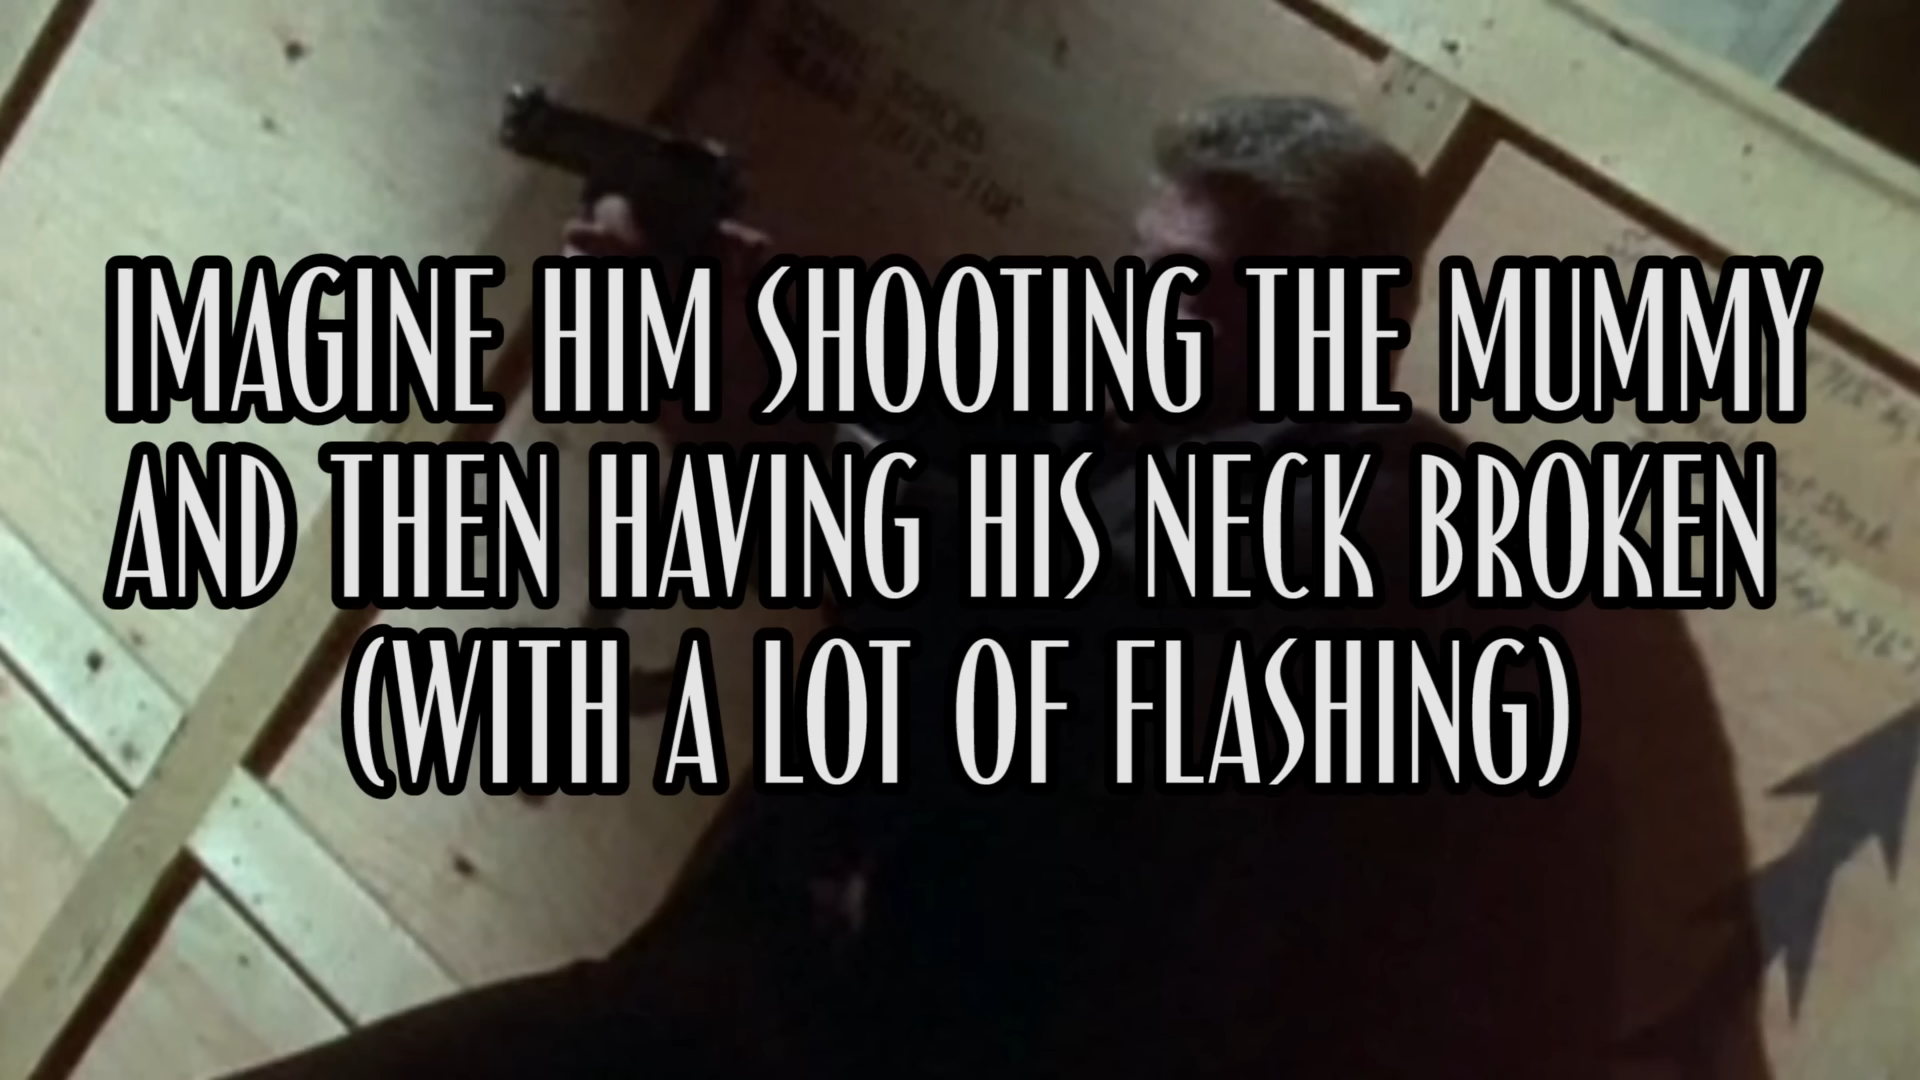 IMAGINE HIM SHOOTING THE MUMMY
AND THEN HAVING HIS NECK BROKEN
(WITH A LOT OF FLASHING)